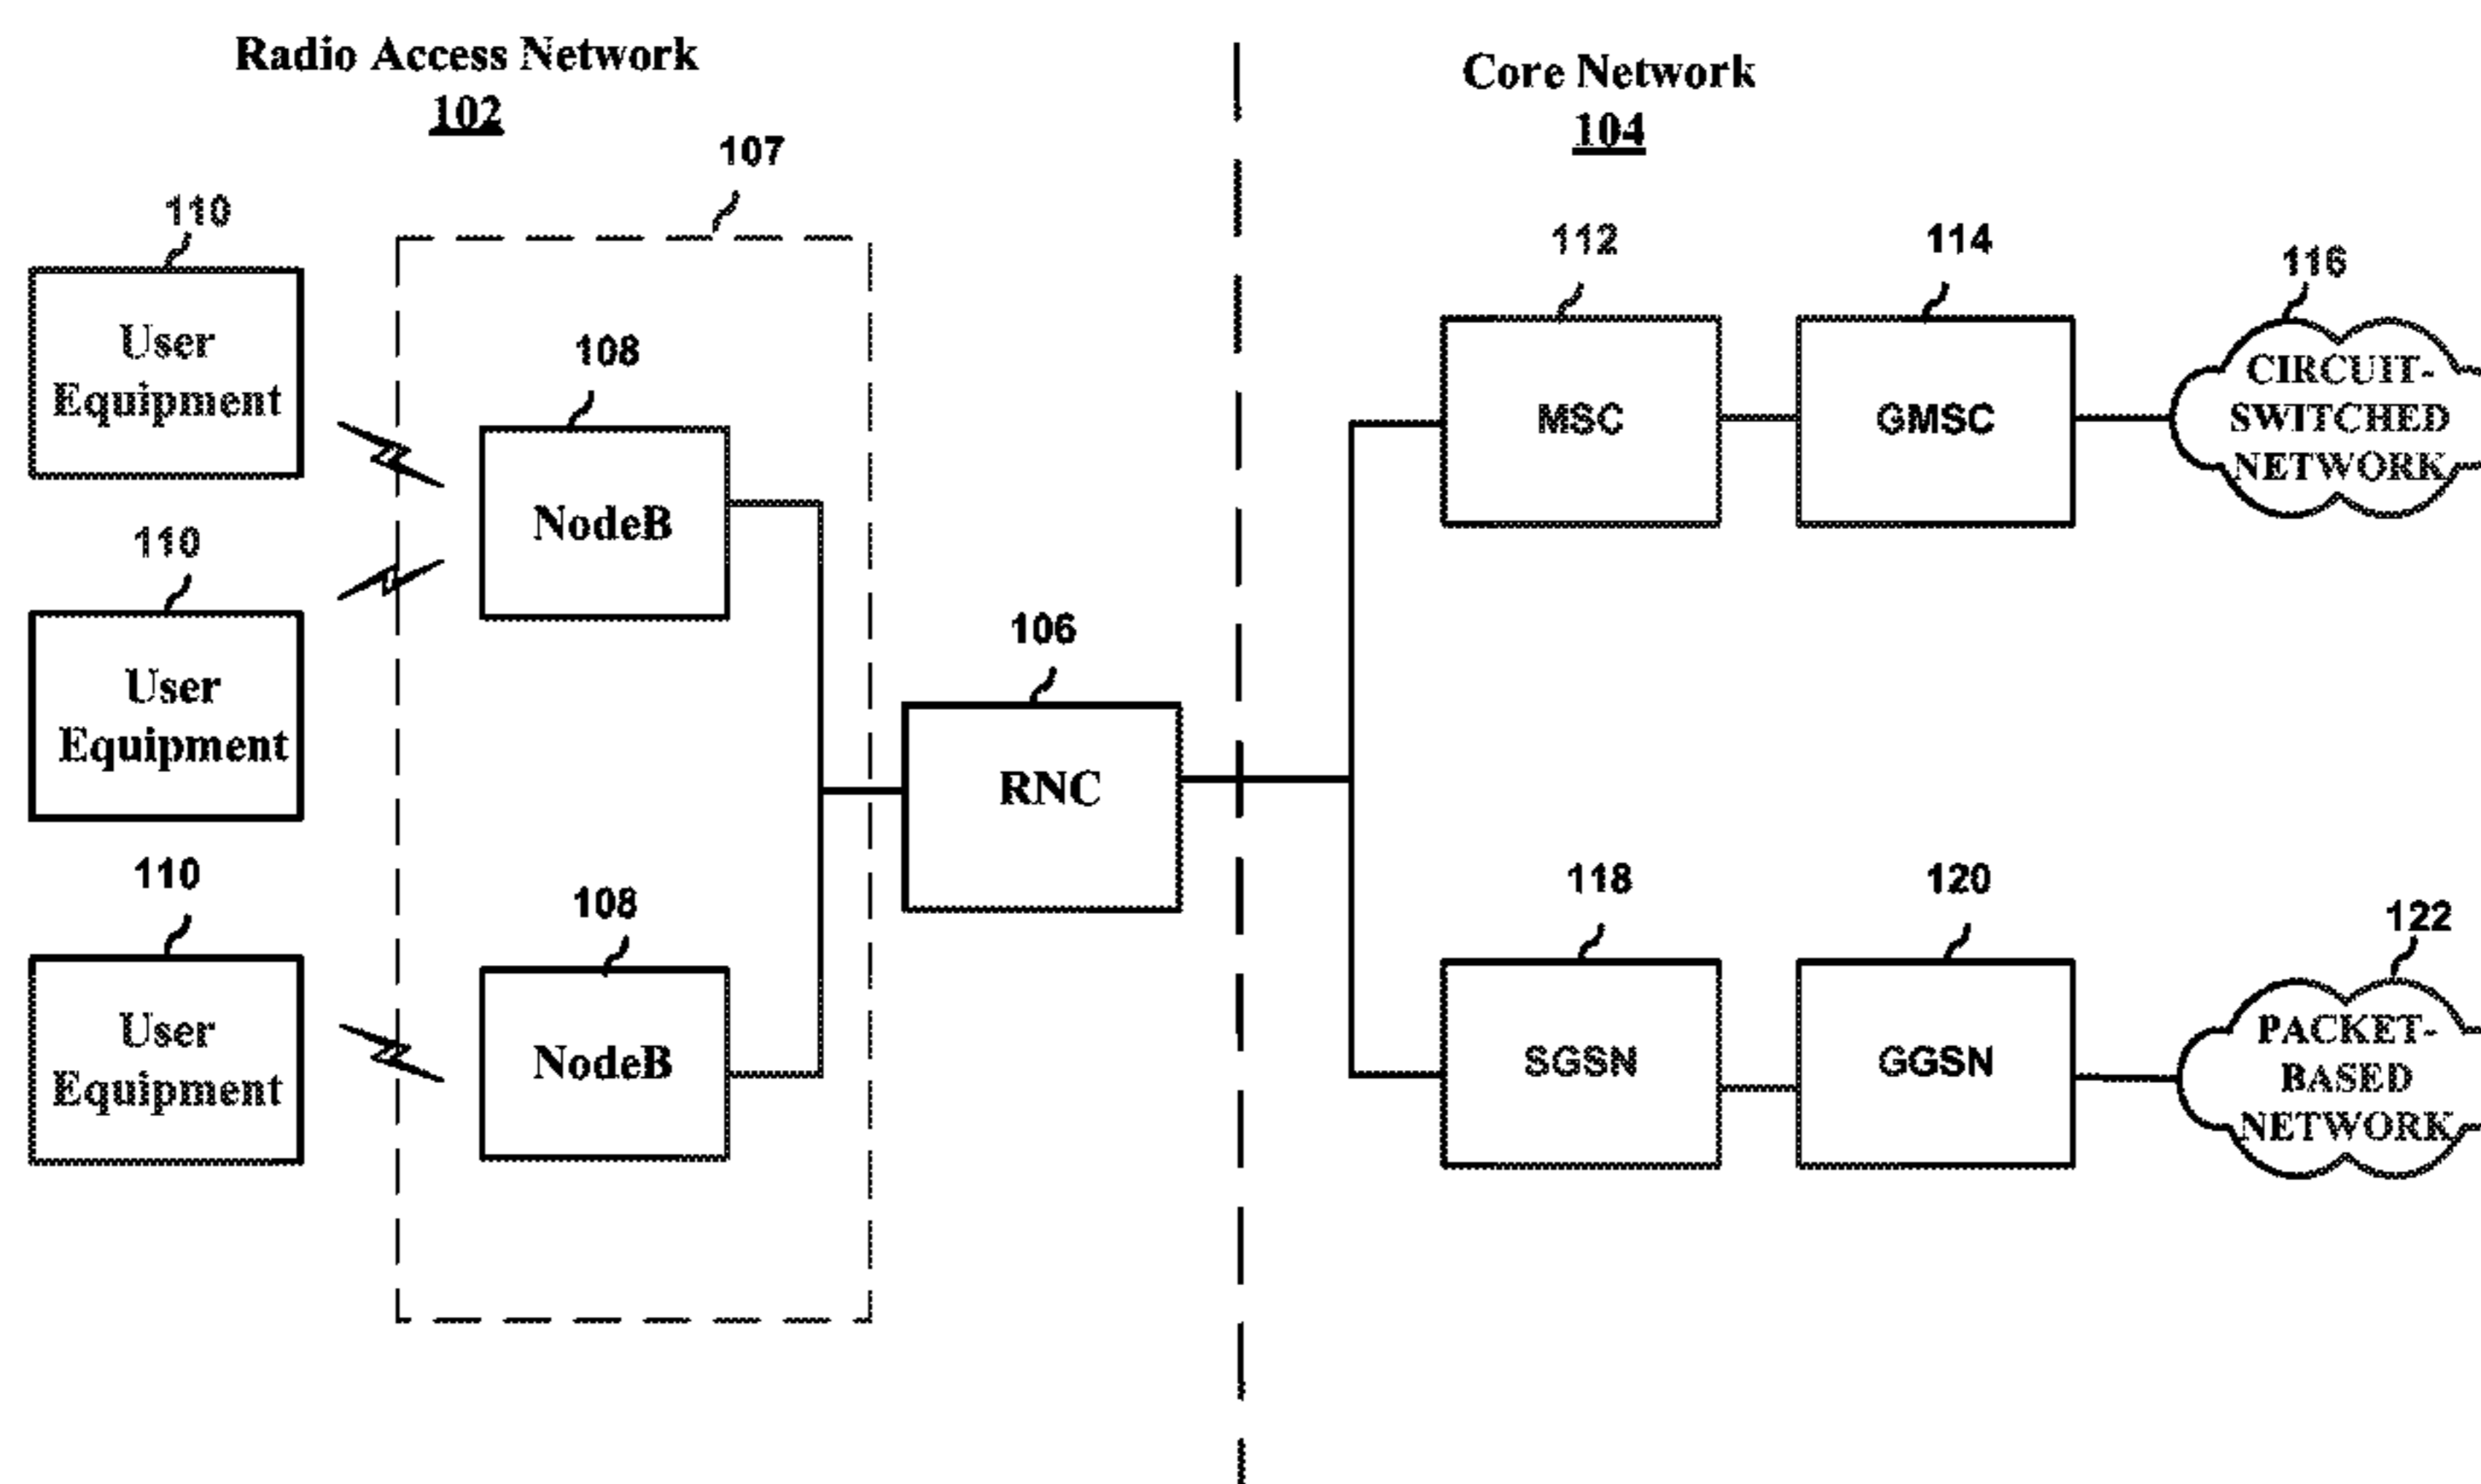 Radio Access Network
102
Core Network
104
107
110
User
Equipment
108
NodeB
110
User
Equipment
106
RNC
110
User
Equipment
108
NodeB
112
MSC
114
GMSC
116
CIRCUIT-
SWITCHED
NETWORK
118
SGSN
120
GGSN
122
PACKET-
BASED
NETWORK